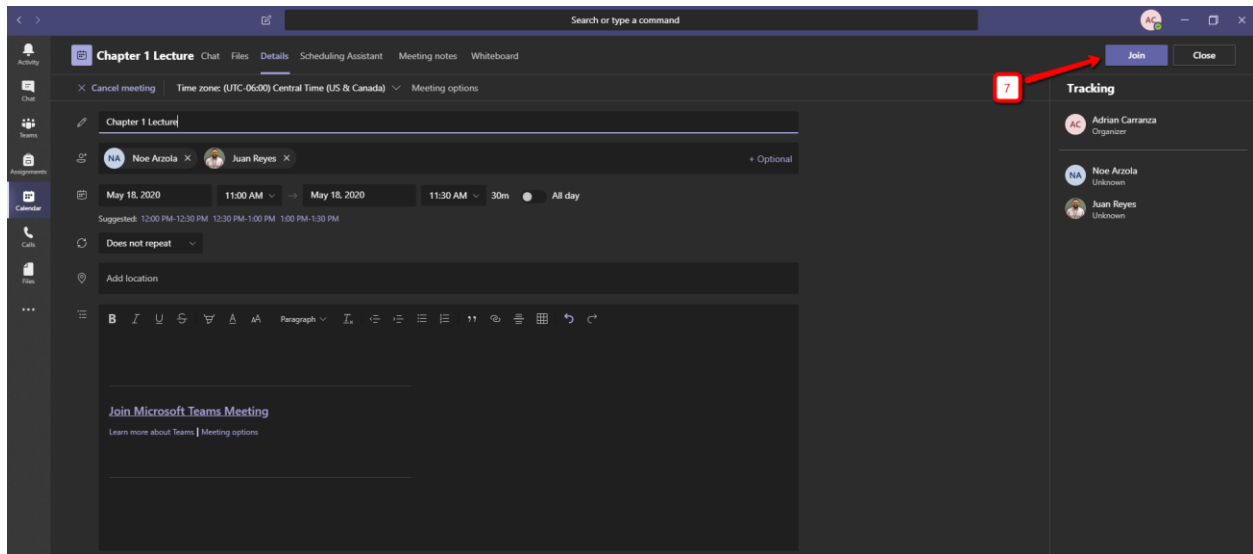 Search or type a command
AC
Activity
Chat
Teams
Assignments
Calendar
Calls
Files
Chapter 1 Lecture Chat Files Details Scheduling Assistant Meeting notes Whiteboard
Join Close
7
Cancel meeting Time zone: (UTC-06:00) Central Time (US & Canada) Meeting options
Chapter 1 Lecture
NA Noe Arzola Juan Reyes + Optional
May 18, 2020 11:00 AM → May 18, 2020 11:30 AM 30m All day
Suggested: 12:00 PM-12:30 PM 12:30 PM-1:00 PM 1:00 PM-1:30 PM
Does not repeat
Add location
B I U S A AA Paragraph
Join Microsoft Teams Meeting
Learn more about Teams | Meeting options
Tracking
AC Adrian Carranza
Organizer
NA Noe Arzola
Unknown
Juan Reyes
Unknown